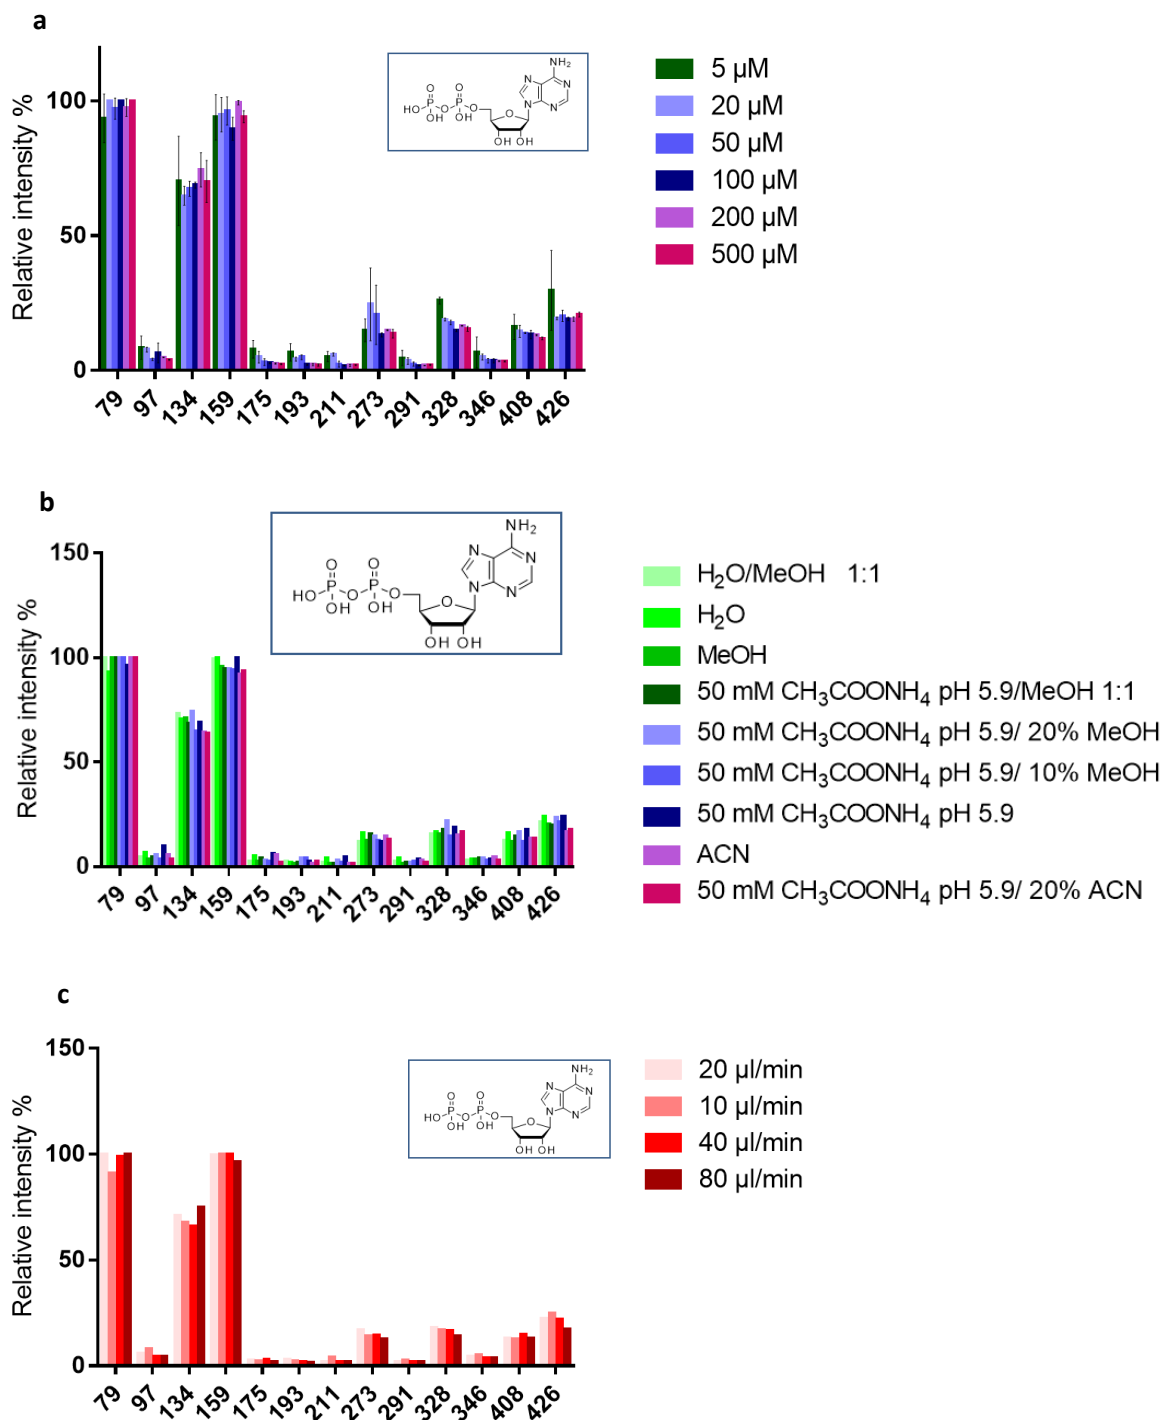 a
Relative intensity %
100
50
0
79 97 134 159 175 193 211 273 291 328 346 408 426
NH₂
N
N
N
N
O
O
HO
P
O
P
O
OH
OH
O
OH OH
5 µM
20 µM
50 µM
100 µM
200 µM
500 µM
b
Relative intensity %
150
100
50
0
79 97 134 159 175 193 211 273 291 328 346 408 426
NH₂
N
N
N
N
O
O
HO
P
O
P
O
OH
OH
O
OH OH
H₂O/MeOH 1:1
H₂O
MeOH
50 mM CH₃COONH₄ pH 5.9/MeOH 1:1
50 mM CH₃COONH₄ pH 5.9/ 20% MeOH
50 mM CH₃COONH₄ pH 5.9/ 10% MeOH
50 mM CH₃COONH₄ pH 5.9
ACN
50 mM CH₃COONH₄ pH 5.9/ 20% ACN
c
Relative intensity %
150
100
50
0
79 97 134 159 175 193 211 273 291 328 346 408 426
NH₂
N
N
N
N
O
O
HO
P
O
P
O
OH
OH
O
OH OH
20 µl/min
10 µl/min
40 µl/min
80 µl/min